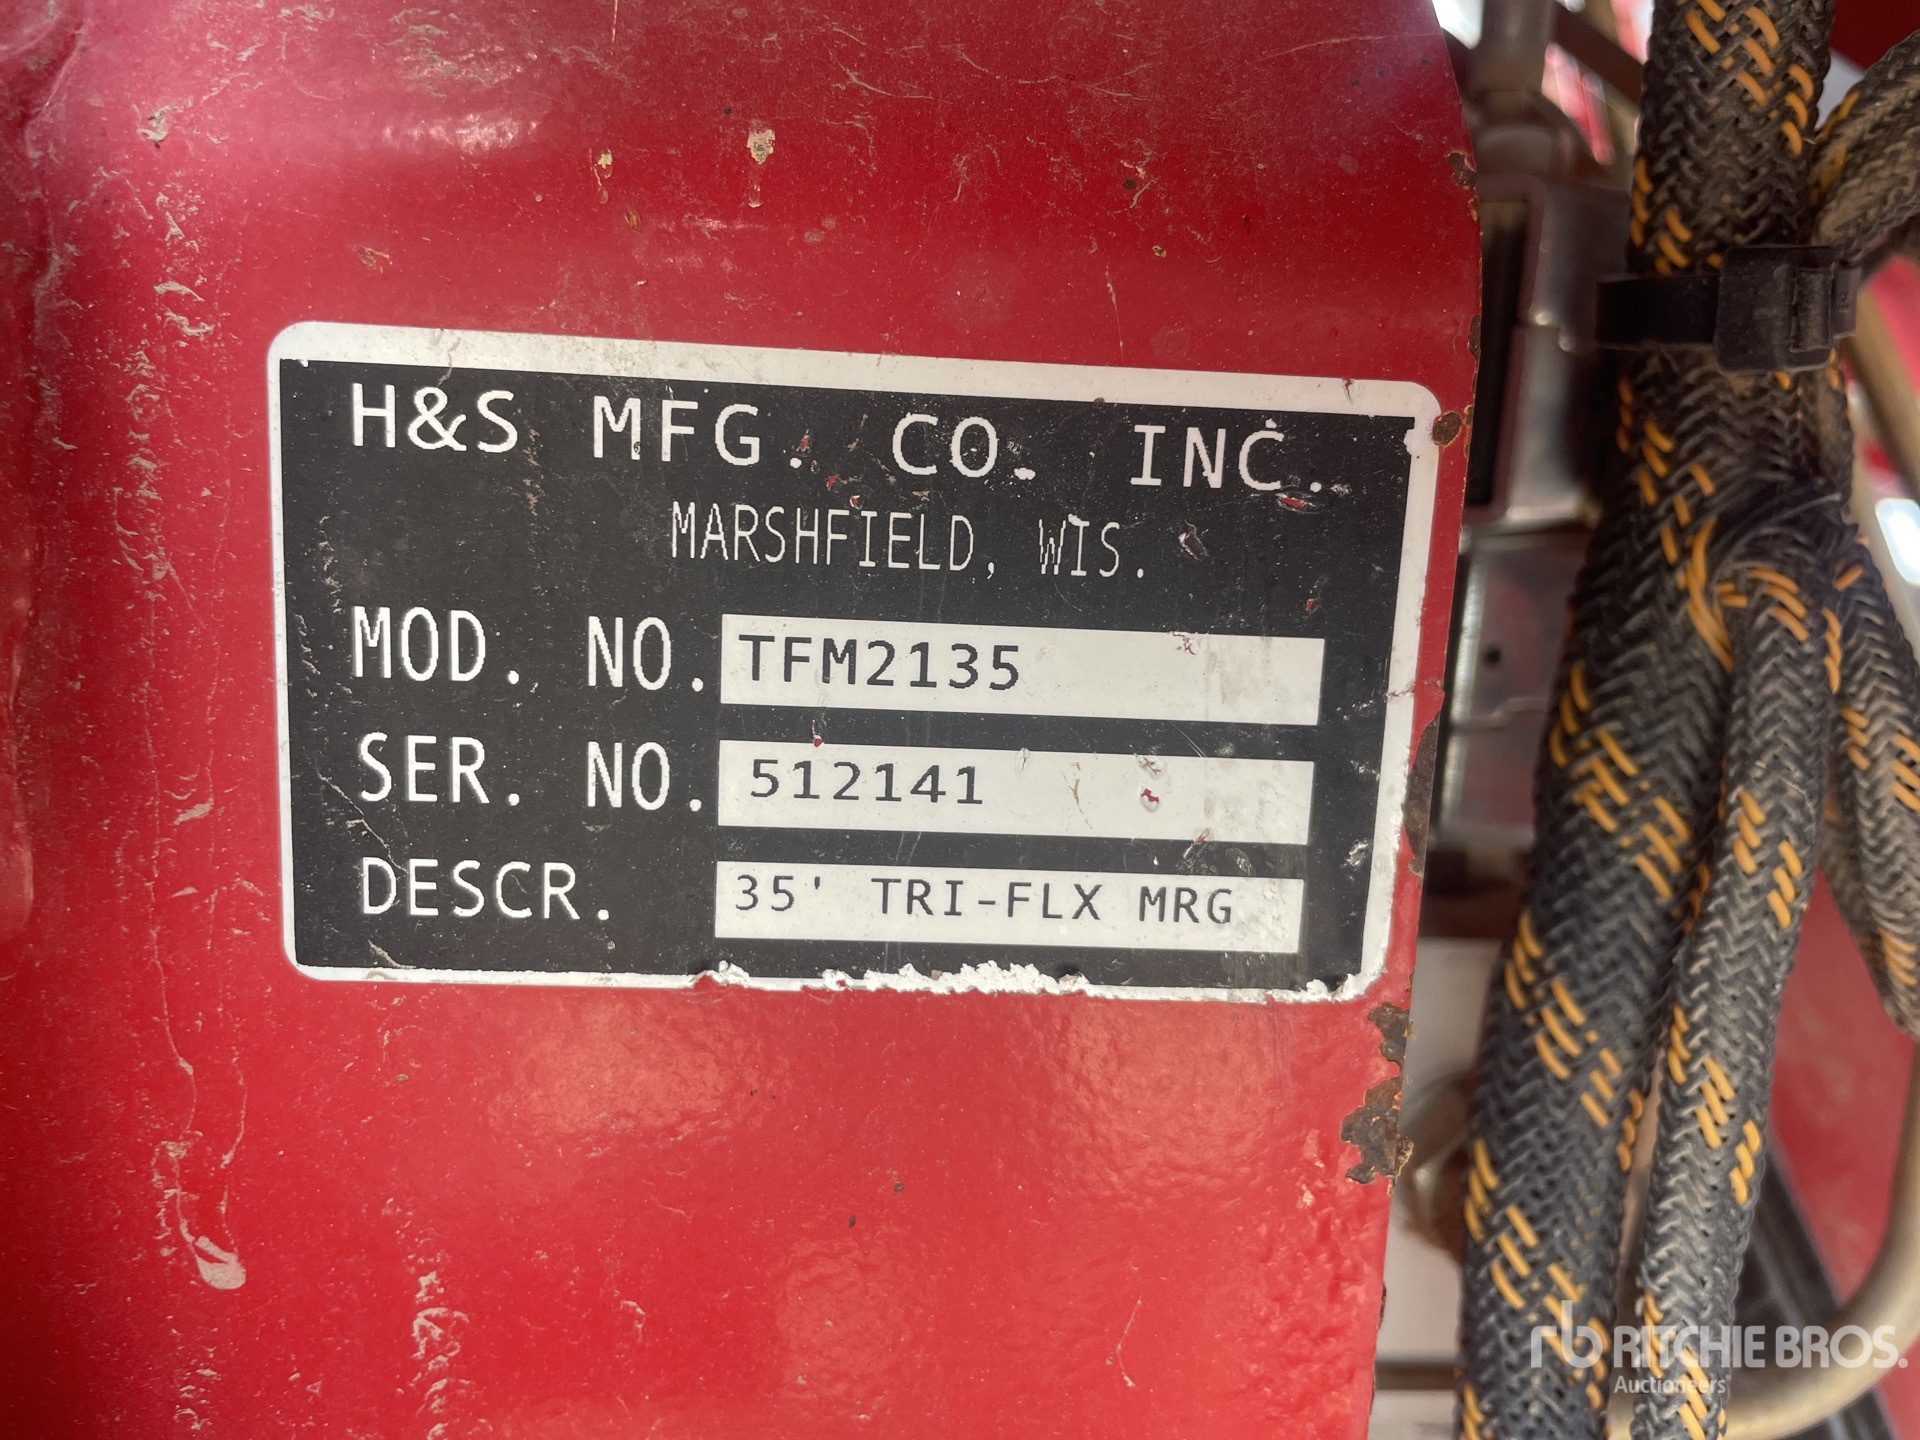 H&S MFG. CO. INC.
MARSHFIELD, WIS.
MOD. NO. TFM2135
SER. NO. 512141
DESCR. 35' TRI-FLX MRG
rb RITCHIE BROS.
Auctioneers